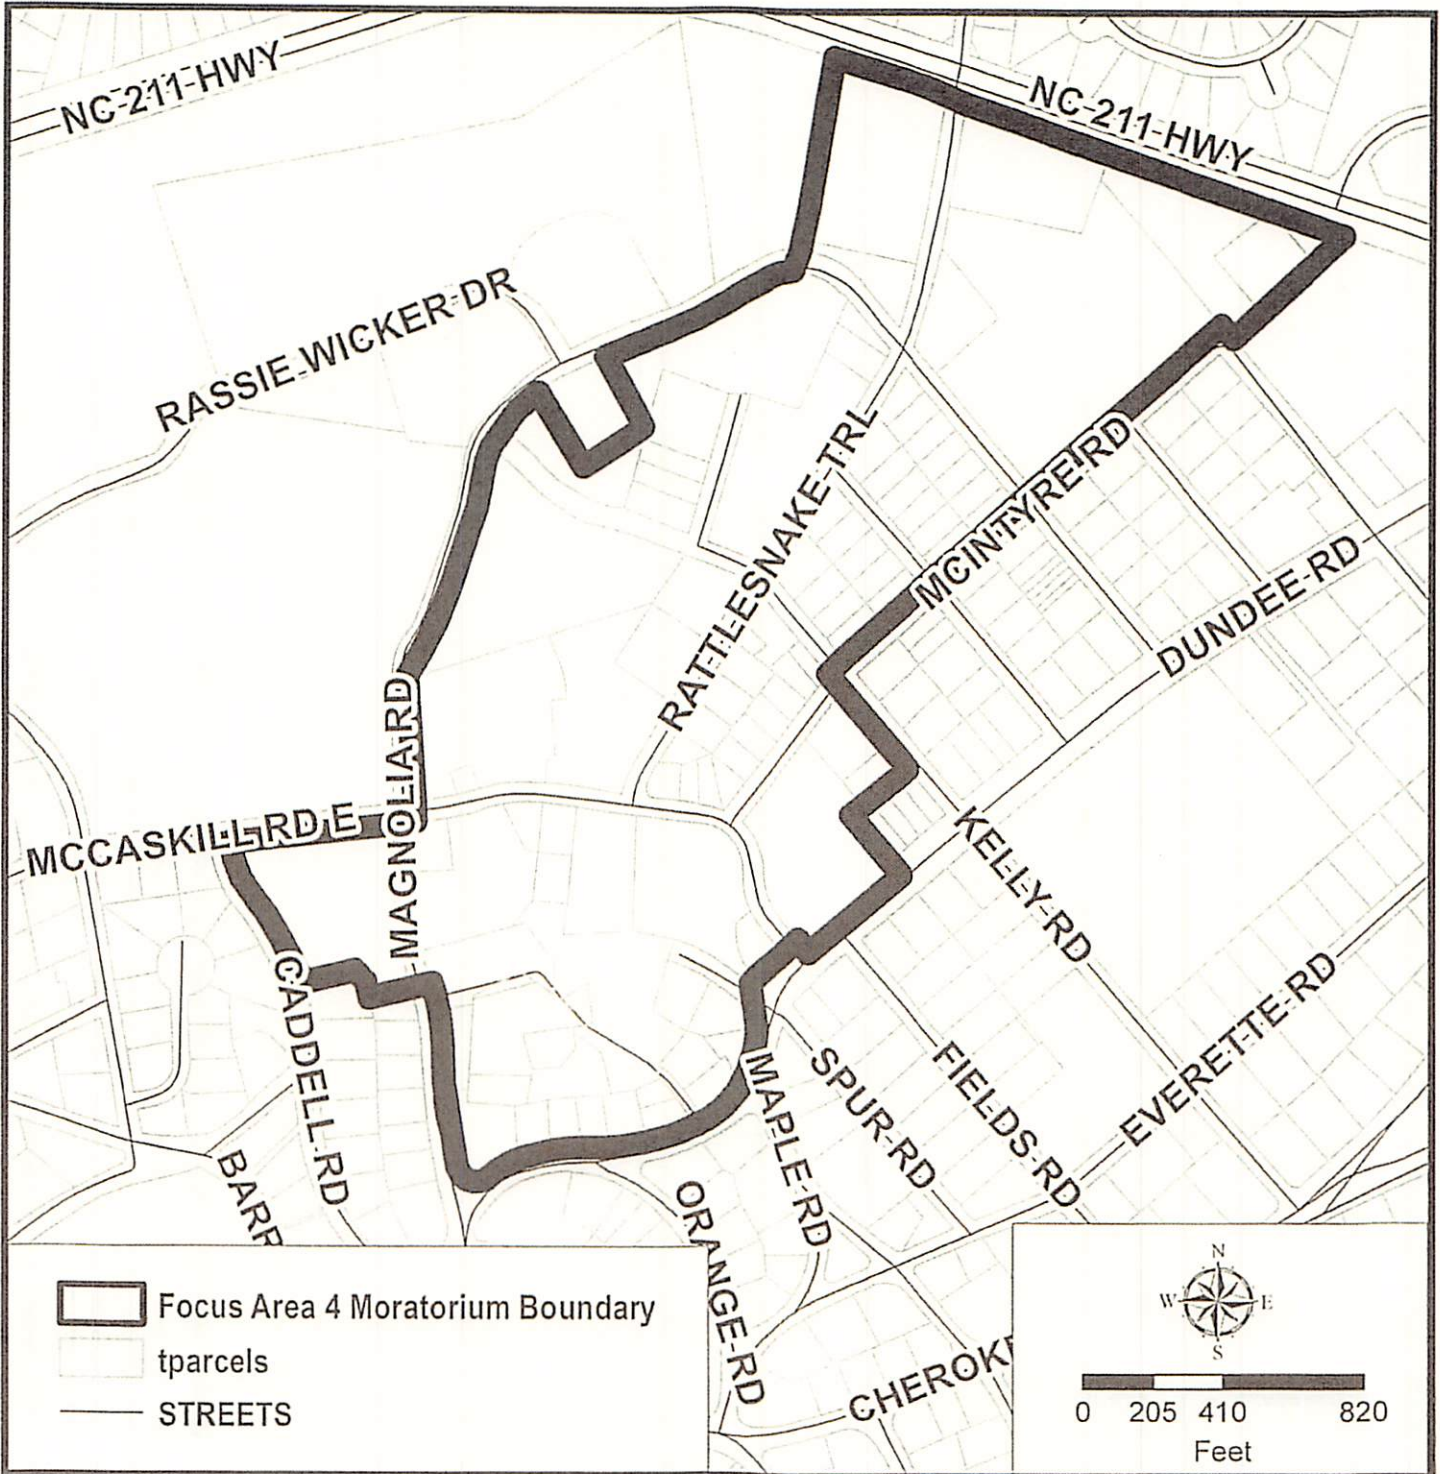 NC-211-HWY
NC-211-HWY
RASSIE WICKER DR
RATTLESNAKE TRL
MCINTYRE RD
DUNDEE RD
MAGNOLIA RD
MCCASKILL RD E
KELLY RD
CADDELL RD
EVERETTE RD
MAPLE RD
SPUR RD
FIELDS RD
BARR
ORANGE RD
CHEROK
Focus Area 4 Moratorium Boundary
tparcels
STREETS
N
W E
S
0 205 410 820
Feet